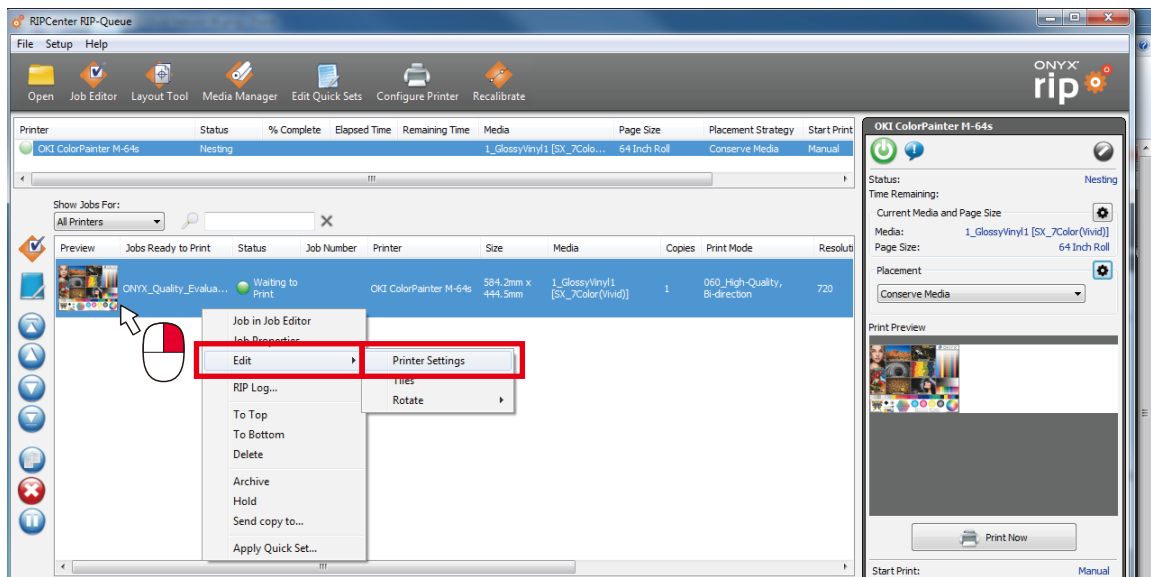 RIPCenter RIP-Queue
File Setup Help
Open Job Editor Layout Tool Media Manager Edit Quick Sets Configure Printer Recalibrate
ONYX
rip
Printer Status % Complete Elapsed Time Remaining Time Media Page Size Placement Strategy Start Print
OKI ColorPainter M-64s Nesting 1_GlossyVinyl1 [SX_7Colo... 64 Inch Roll Conserve Media Manual
Show Jobs For:
All Printers
Preview Jobs Ready to Print Status Job Number Printer Size Media Copies Print Mode Resoluti
ONYX_Quality_Evalua... Waiting to Print OKI ColorPainter M-64s 584.2mm x 444.5mm 1_GlossyVinyl1 [SX_7Color(Vivid)] 1 060_High-Quality, Bi-direction 720
Job in Job Editor
Job Properties
Edit
Printer Settings
Tiles
Rotate
RIP Log...
To Top
To Bottom
Delete
Archive
Hold
Send copy to...
Apply Quick Set...
OKI ColorPainter M-64s
Status: Nesting
Time Remaining:
Current Media and Page Size
Media: 1_GlossyVinyl1 [SX_7Color(Vivid)]
Page Size: 64 Inch Roll
Placement
Conserve Media
Print Preview
Print Now
Start Print: Manual